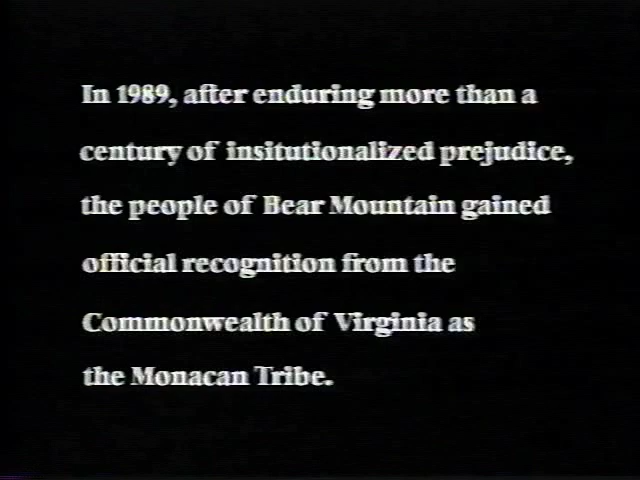 In 1989, after enduring more than a
century of insitutionalized prejudice,
the people of Bear Mountain gained
official recognition from the
Commonwealth of Virginia as
the Monacan Tribe.